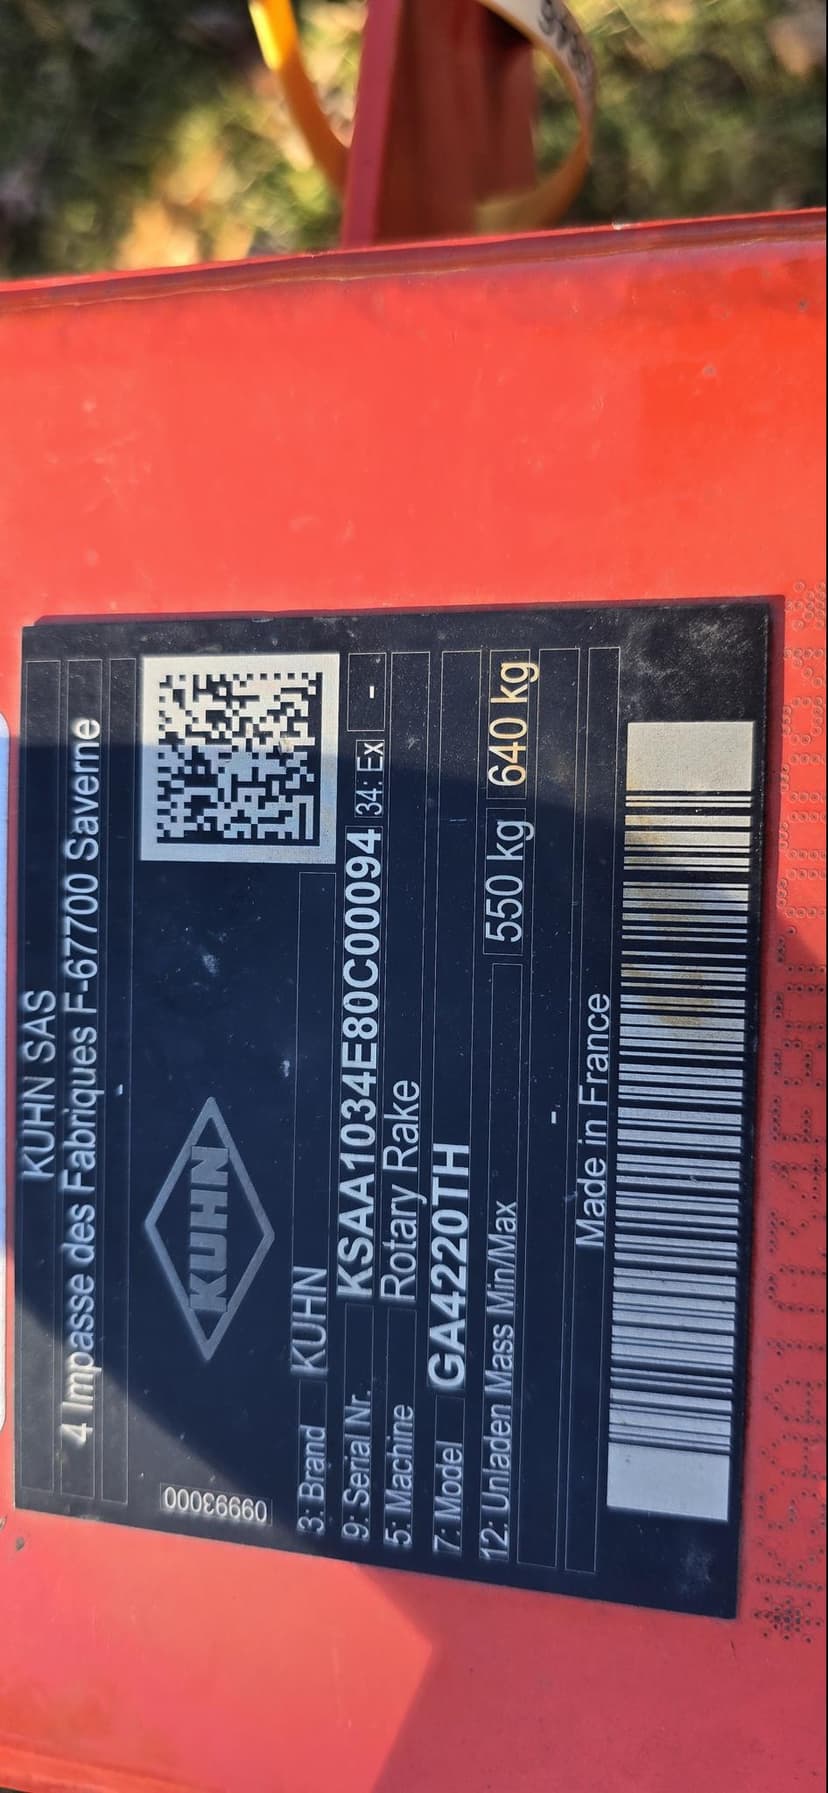 KUHN SAS
4 Impasse des Fabriques F-67700 Saverne
KUHN
09993000
3: Brand KUHN
9: Serial Nr. KSAA1034E80C00094 34: Ex -
5: Machine Rotary Rake
7: Model GA4220TH
12: Unladen Mass Min/Max 550 kg 640 kg
-
Made in France